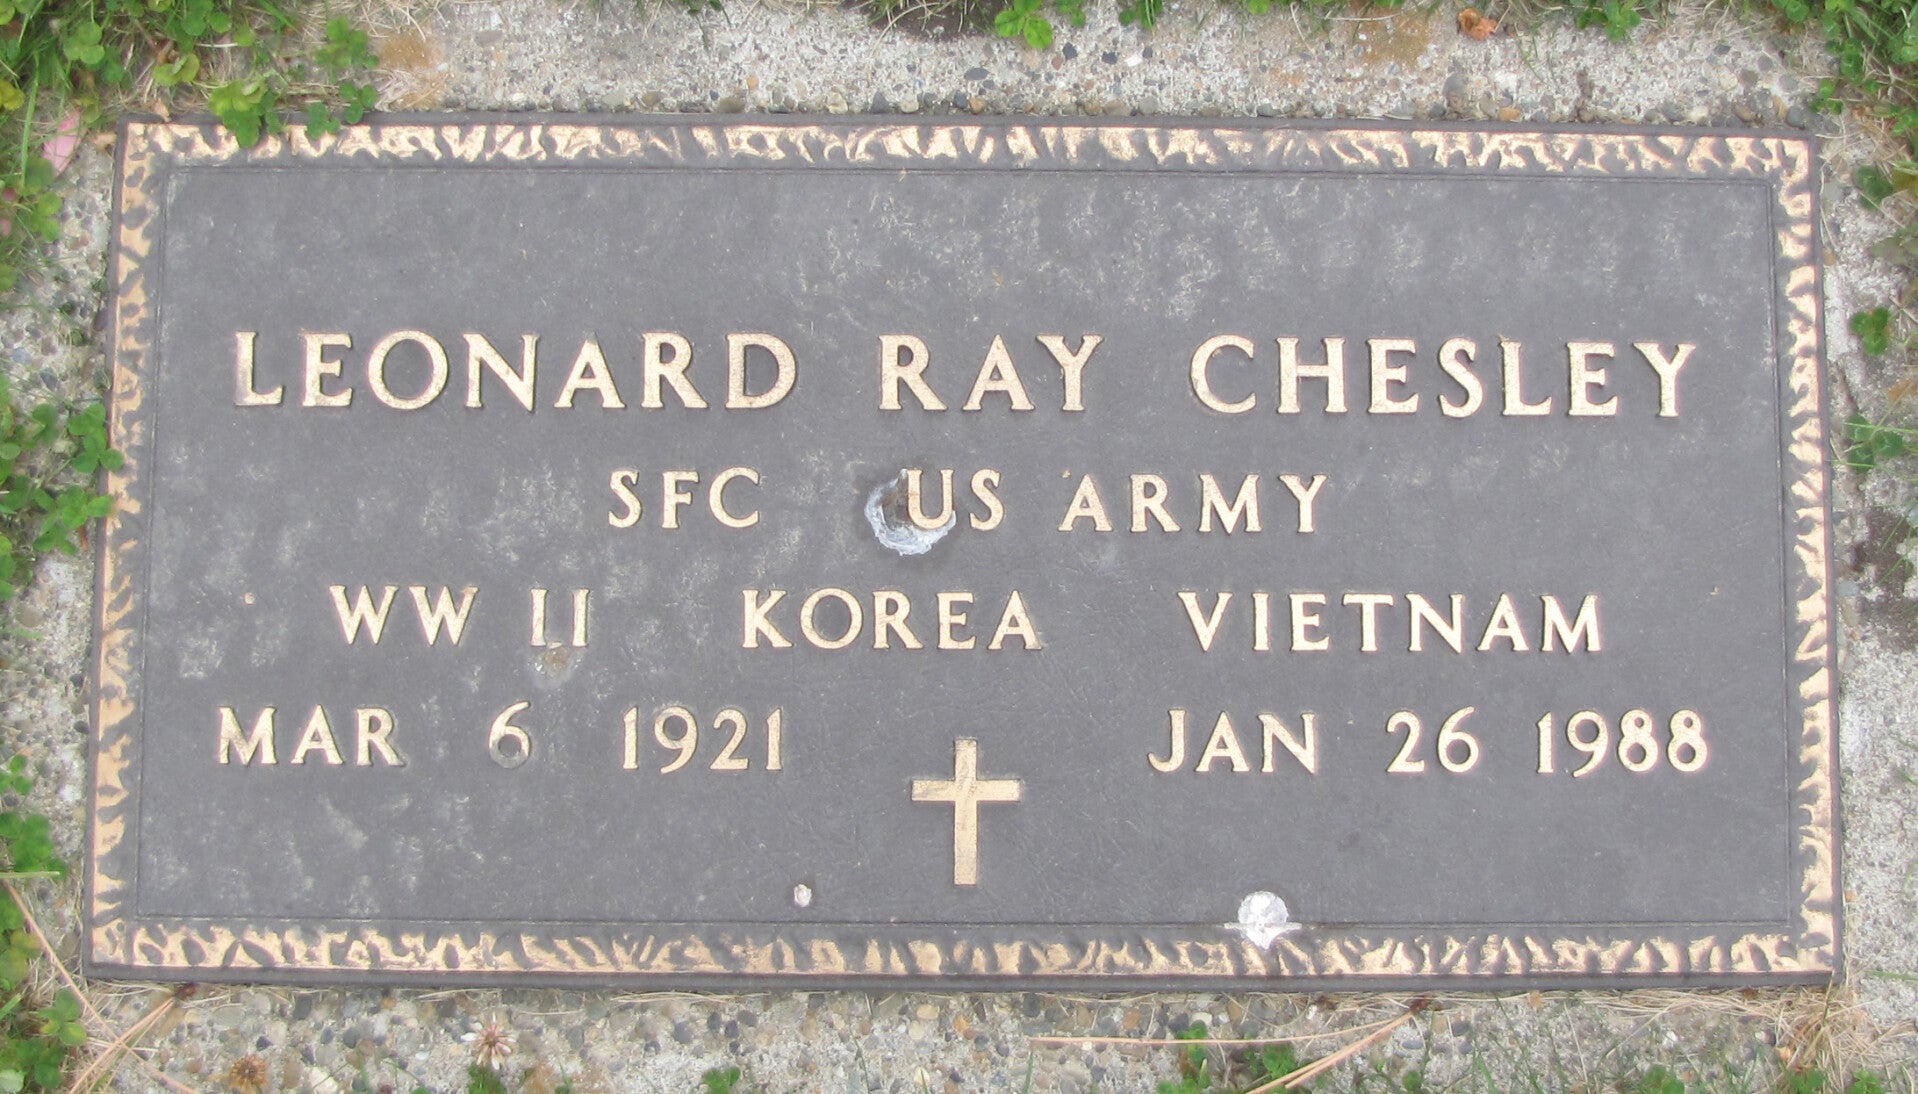 LEONARD RAY CHESLEY
SFC US ARMY
WW II KOREA VIETNAM
MAR 6 1921 JAN 26 1988